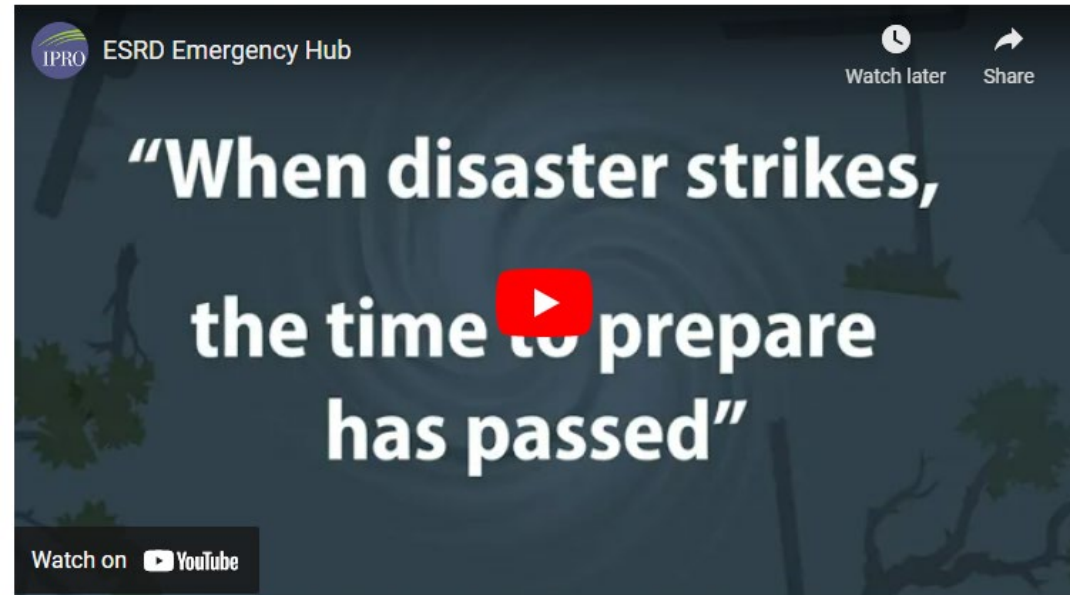 IPRO
ESRD Emergency Hub
Watch later
Share
“When disaster strikes,
the time to prepare
has passed”
Watch on YouTube